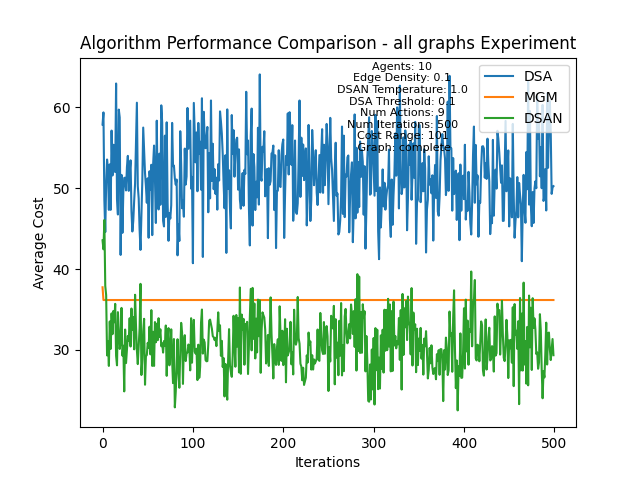 Algorithm Performance Comparison - all graphs Experiment
Agents: 10
Edge Density: 0.1
DSAN Temperature: 1.0
DSA Threshold: 0.1
Num Actions: 9
Num Iterations: 500
Cost Range: 101
Graph: complete
DSA
MGM
DSAN
Average Cost
60
50
40
30
0
100
200
300
400
500
Iterations